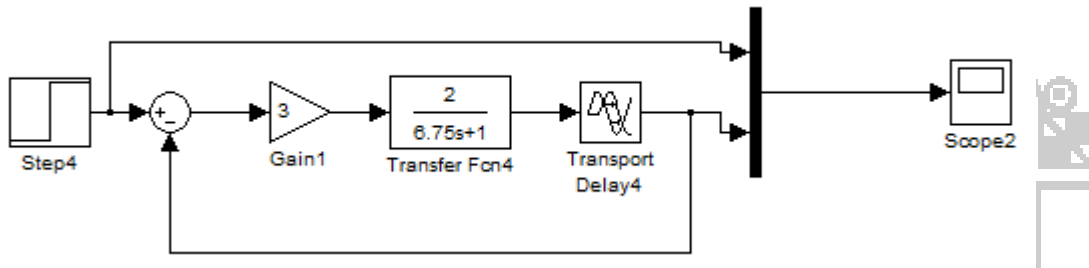 Step4
+
−
3
Gain1
2
6.75s+1
Transfer Fcn4
Transport
Delay4
Scope2